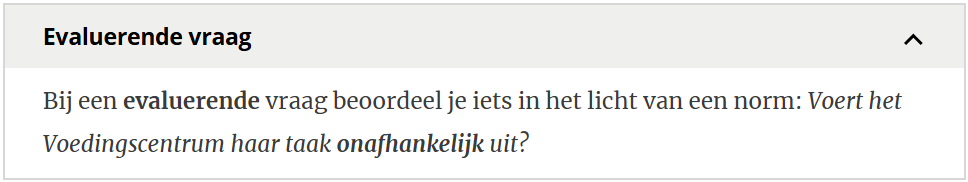 Evaluerende vraag
Bij een evaluerende vraag beoordeel je iets in het licht van een norm: Voert het
Voedingscentrum haar taak onafhankelijk uit?